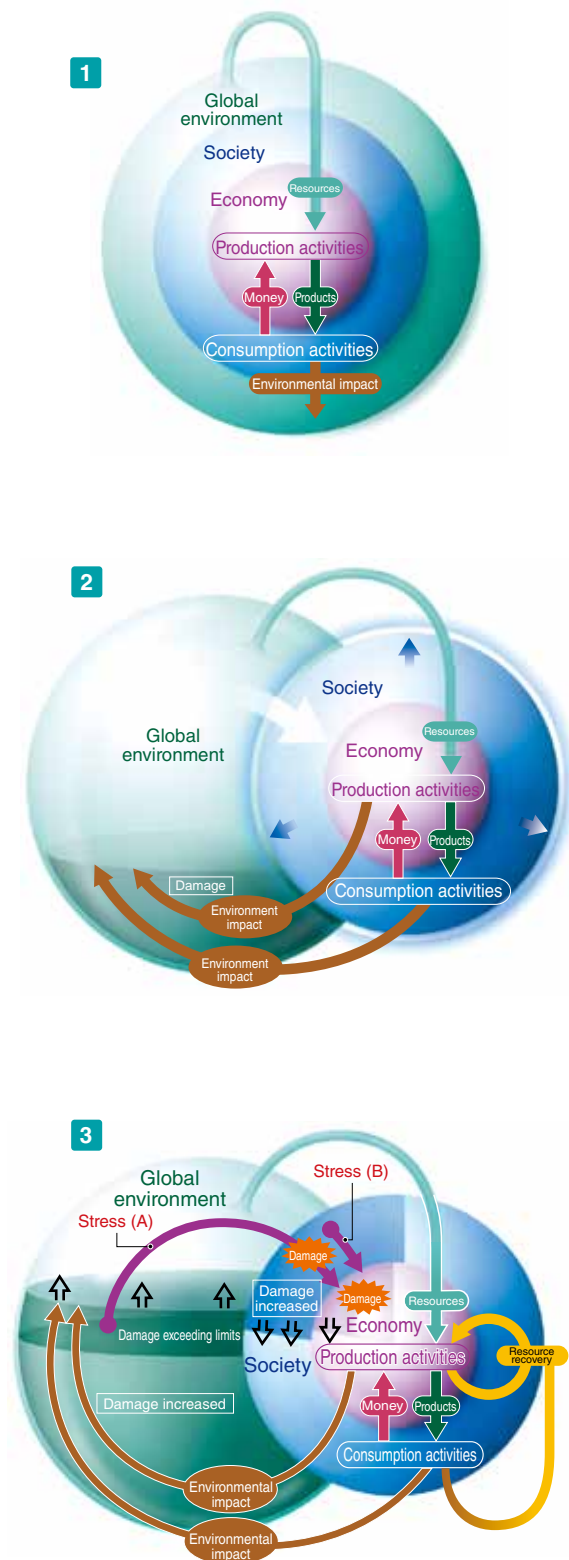 1
Global
environment
Society
Resources
Economy
Production activities
Money
Products
Consumption activities
Environmental impact
2
Society
Resources
Global
environment
Economy
Production activities
Money
Products
Damage
Consumption activities
Environment
impact
Environment
impact
3
Global
environment
Stress (B)
Stress (A)
Damage
Damage
Damage
increased
Resources
Economy
Damage exceeding limits
Production activities
Resource
recovery
Society
Damage increased
Money
Products
Consumption activities
Environmental
impact
Environmental
impact